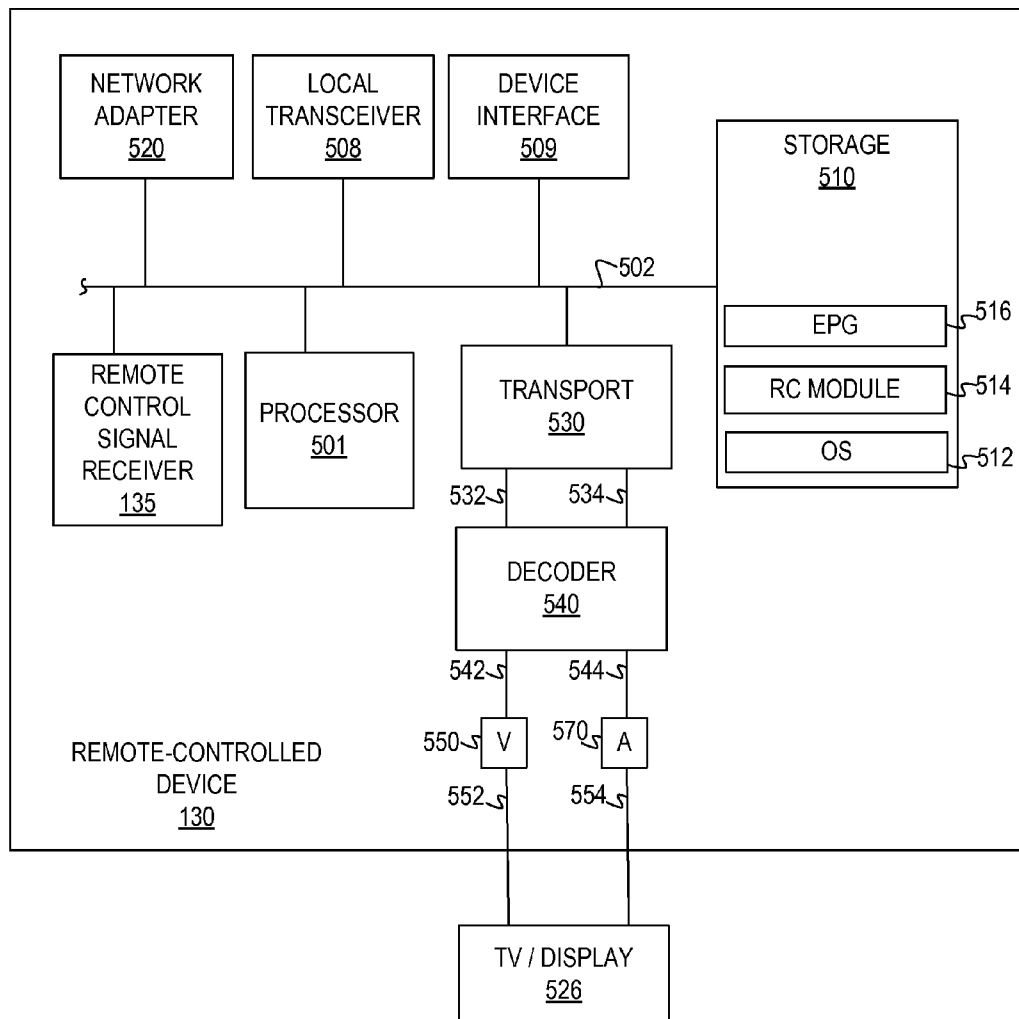 NETWORK
ADAPTER
520
LOCAL
TRANSCEIVER
508
DEVICE
INTERFACE
509
STORAGE
510
502
EPG
516
RC MODULE
514
OS
512
REMOTE
CONTROL
SIGNAL
RECEIVER
135
PROCESSOR
501
TRANSPORT
530
532
534
DECODER
540
542
544
550
V
570
A
552
554
REMOTE-CONTROLLED
DEVICE
130
TV / DISPLAY
526